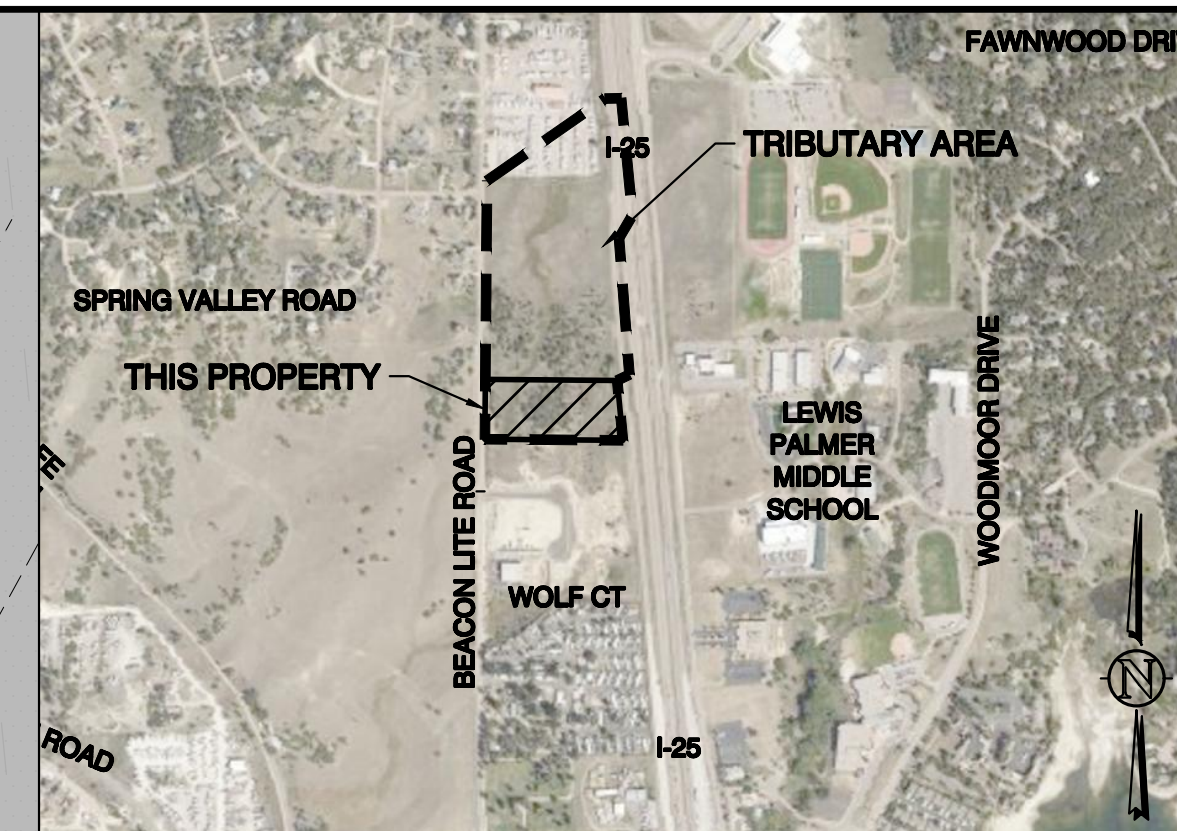 FAWNWOOD DRI
I-25
TRIBUTARY AREA
SPRING VALLEY ROAD
THIS PROPERTY
WOODMOOR DRIVE
LEWIS
PALMER
MIDDLE
SCHOOL
BEACON LITE ROAD
FE
WOLF CT
N
I-25
ROAD